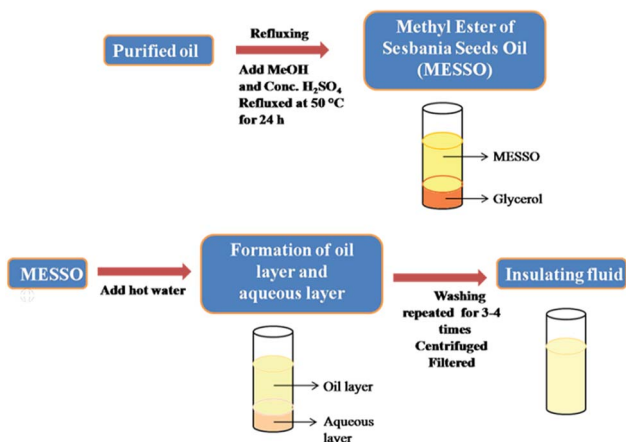 Purified oil
Refluxing
Add MeOH
and Conc. H₂SO₄
Refluxed at 50 °C
for 24 h
Methyl Ester of
Sesbania Seeds Oil
(MESSO)
MESSO
Glycerol
MESSO
Add hot water
Formation of oil
layer and
aqueous layer
Washing
repeated for 3-4
times
Centrifuged
Filtered
Insulating fluid
Oil layer
Aqueous
layer